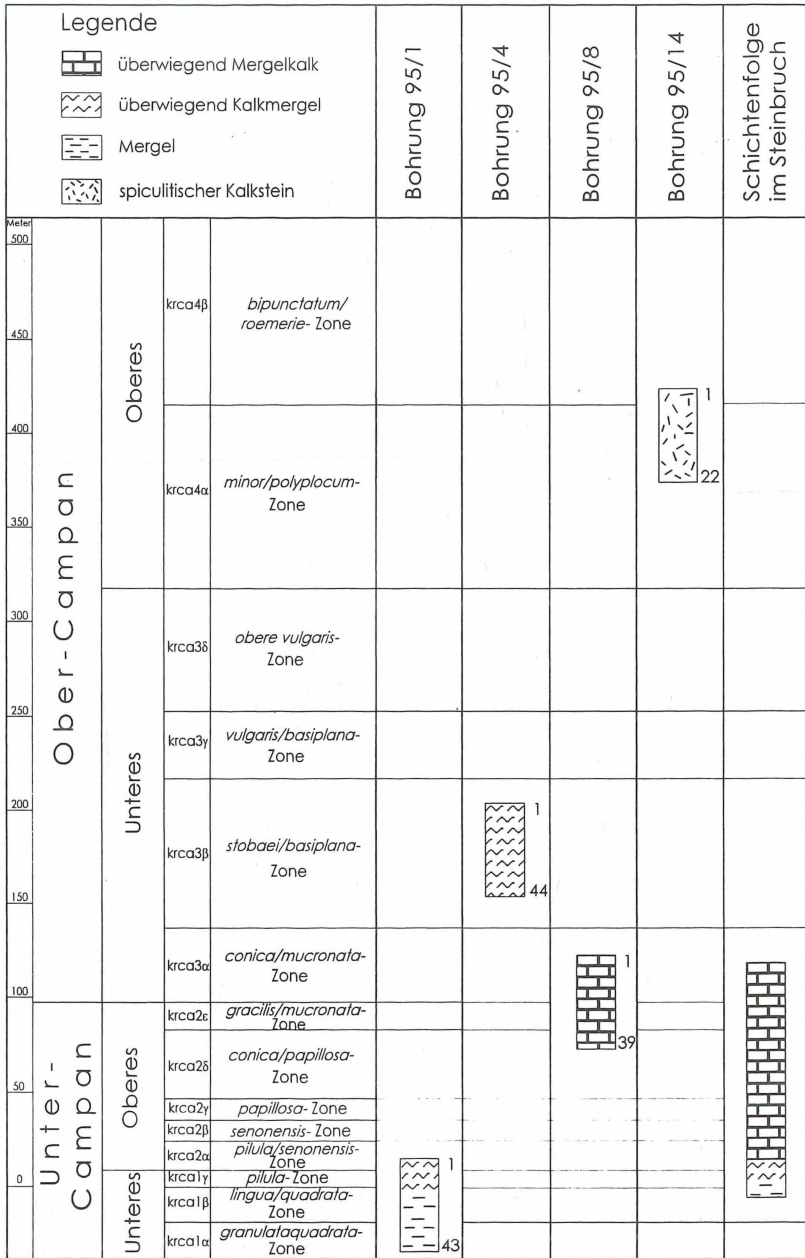 Legende
überwiegend Mergelkalk
überwiegend Kalkmergel
Mergel
spiculitischer Kalkstein
Bohrung 95/1
Bohrung 95/4
Bohrung 95/8
Bohrung 95/14
Schichtenfolge
im Steinbruch
Meter
500
450
400
350
300
250
200
150
100
50
0
Ober-Campan
Unter-
Campan
Oberes
Unteres
Oberes
Unteres
krca4β
bipunctatum/
roemerie- Zone
krca4α
minor/polyplocum-
Zone
krca3δ
obere vulgaris-
Zone
krca3γ
vulgaris/basiplana-
Zone
krca3β
stobaei/basiplana-
Zone
krca3α
conica/mucronata-
Zone
krca2ε
gracilis/mucronata-
Zone
krca2δ
conica/papillosa-
Zone
krca2γ
papillosa- Zone
krca2β
senonensis- Zone
krca2α
pilula/senonensis-
Zone
krca1γ
pilula- Zone
krca1β
lingua/quadrata-
Zone
krca1α
granulataquadrata-
Zone
1
43
1
44
1
39
1
22